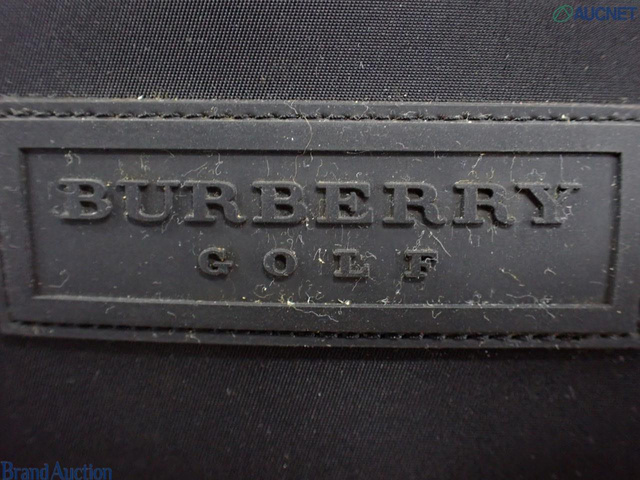 AUCNET
BURBERRY
GOLF
Brand Auction